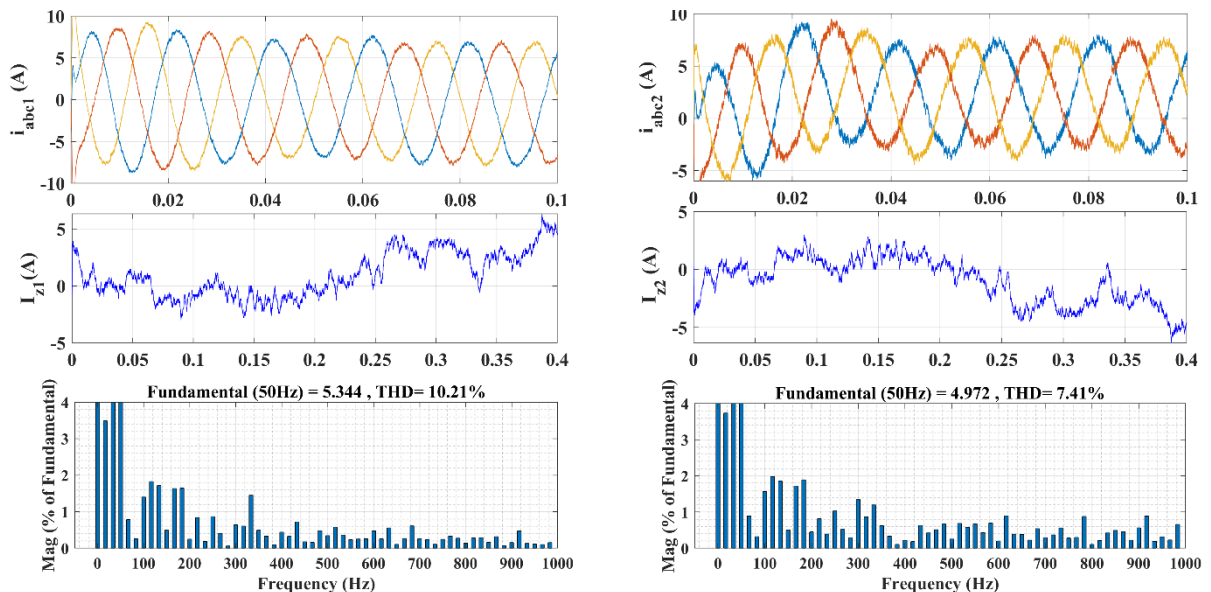 i_abc1 (A)
10
5
0
-5
-10
0 0.02 0.04 0.06 0.08 0.1
I_z1(A)
5
0
-5
0 0.05 0.1 0.15 0.2 0.25 0.3 0.35 0.4
Fundamental (50Hz) = 5.344 , THD= 10.21%
Mag (% of Fundamental)
4
3
2
1
0
0 100 200 300 400 500 600 700 800 900 1000
Frequency (Hz)
i_abc2 (A)
10
5
0
-5
0 0.02 0.04 0.06 0.08 0.1
I_z2 (A)
5
0
-5
0 0.05 0.1 0.15 0.2 0.25 0.3 0.35 0.4
Fundamental (50Hz) = 4.972 , THD= 7.41%
Mag (% of Fundamental)
4
3
2
1
0
0 100 200 300 400 500 600 700 800 900 1000
Frequency (Hz)